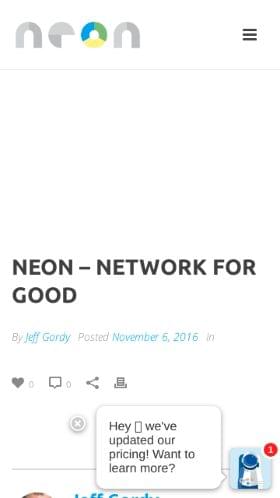 neon
NEON – NETWORK FOR
GOOD
By Jeff Gordy Posted November 6, 2016 In
0 0
Hey ▯ we've
updated our
pricing! Want to
learn more?
1
Jeff Gordy